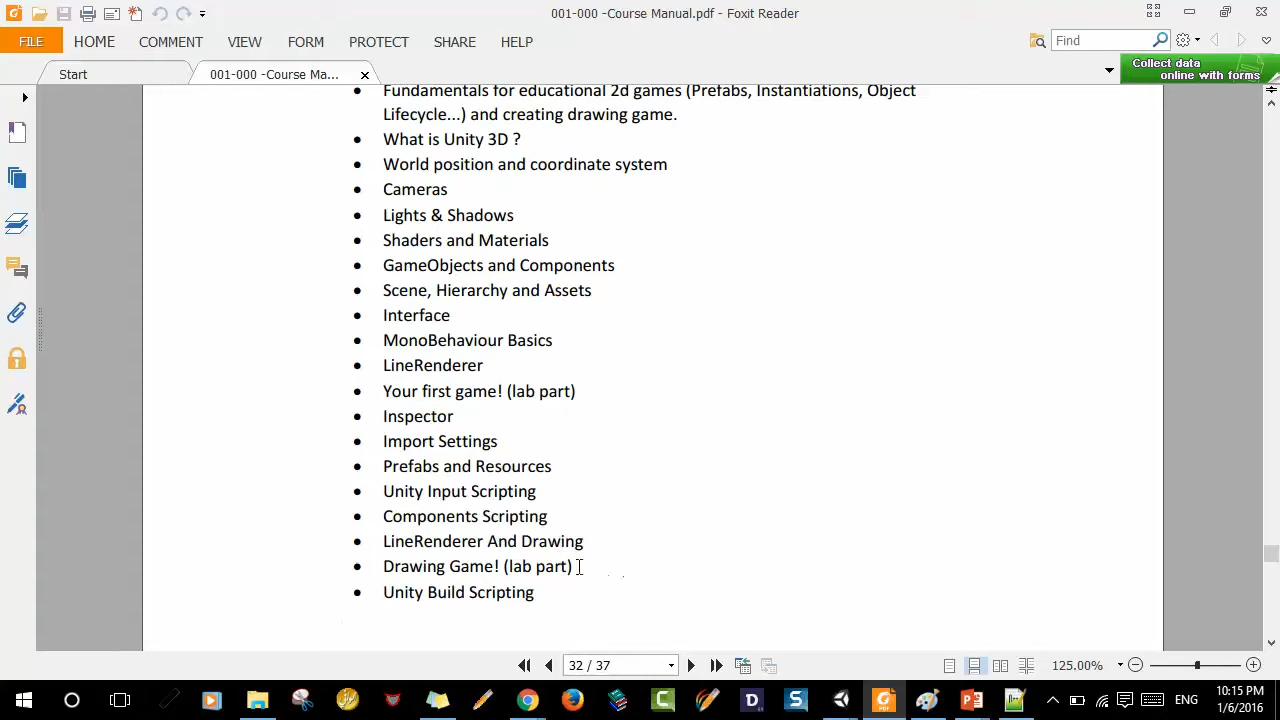 001-000 -Course Manual.pdf - Foxit Reader
FILE HOME COMMENT VIEW FORM PROTECT SHARE HELP
Find
Start 001-000 -Course Ma...
Collect data
online with forms
• Fundamentals for educational 2d games (Prefabs, Instantiations, Object
Lifecycle...) and creating drawing game.
• What is Unity 3D ?
• World position and coordinate system
• Cameras
• Lights & Shadows
• Shaders and Materials
• GameObjects and Components
• Scene, Hierarchy and Assets
• Interface
• MonoBehaviour Basics
• LineRenderer
• Your first game! (lab part)
• Inspector
• Import Settings
• Prefabs and Resources
• Unity Input Scripting
• Components Scripting
• LineRenderer And Drawing
• Drawing Game! (lab part)
• Unity Build Scripting
32 / 37
125.00%
ENG
10:15 PM
1/6/2016